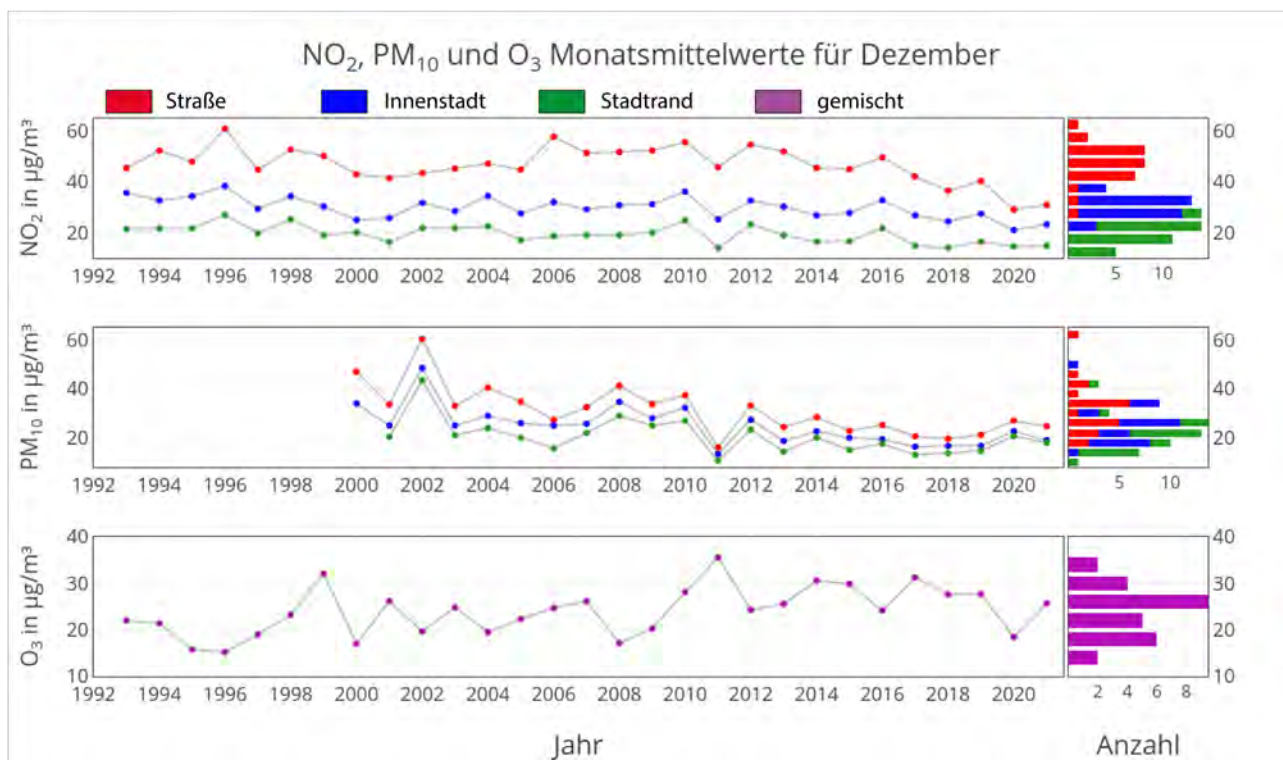 NO₂, PM₁₀ und O₃ Monatsmittelwerte für Dezember
Straße Innenstadt Stadtrand gemischt
NO₂ in µg/m³
60 60
40 40
20 20
1992 1994 1996 1998 2000 2002 2004 2006 2008 2010 2012 2014 2016 2018 2020 5 10
PM₁₀ in µg/m³
60 60
40 40
20 20
1992 1994 1996 1998 2000 2002 2004 2006 2008 2010 2012 2014 2016 2018 2020 5 10
O₃ in µg/m³
40 40
30 30
20 20
10 10
1992 1994 1996 1998 2000 2002 2004 2006 2008 2010 2012 2014 2016 2018 2020 2 4 6 8
Jahr Anzahl